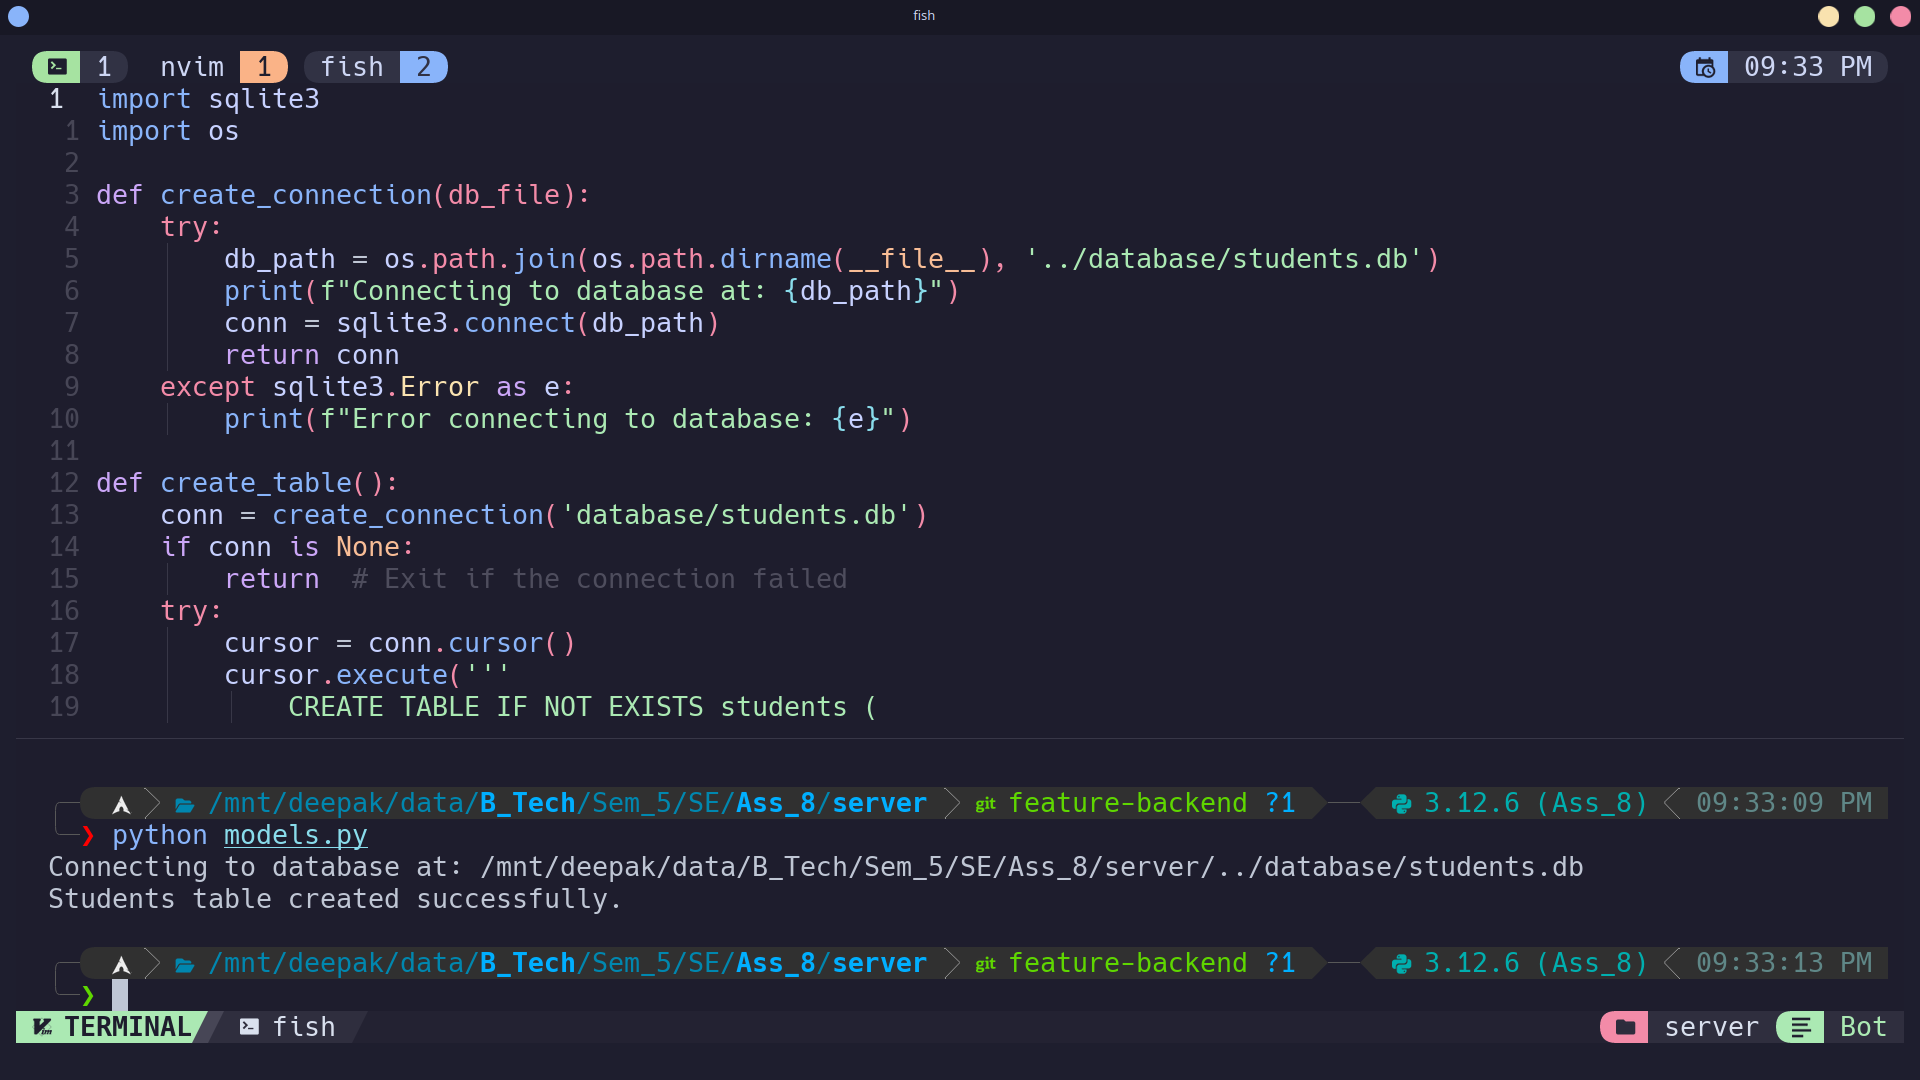 fish
1 nvim 1 fish 2 09:33 PM
1 import sqlite3
1 import os
2
3 def create_connection(db_file):
4 try:
5 db_path = os.path.join(os.path.dirname(__file__), '../database/students.db')
6 print(f"Connecting to database at: {db_path}")
7 conn = sqlite3.connect(db_path)
8 return conn
9 except sqlite3.Error as e:
10 print(f"Error connecting to database: {e}")
11
12 def create_table():
13 conn = create_connection('database/students.db')
14 if conn is None:
15 return  # Exit if the connection failed
16 try:
17 cursor = conn.cursor()
18 cursor.execute('''
19 CREATE TABLE IF NOT EXISTS students (
/mnt/deepak/data/B_Tech/Sem_5/SE/Ass_8/server git feature-backend ?1 3.12.6 (Ass_8) 09:33:09 PM
❯ python models.py
Connecting to database at: /mnt/deepak/data/B_Tech/Sem_5/SE/Ass_8/server/../database/students.db
Students table created successfully.
/mnt/deepak/data/B_Tech/Sem_5/SE/Ass_8/server git feature-backend ?1 3.12.6 (Ass_8) 09:33:13 PM
❯
TERMINAL fish server Bot